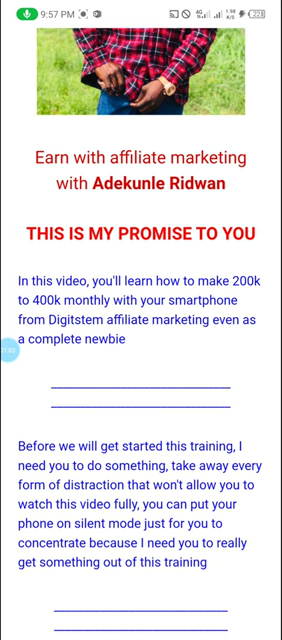 9:57 PM
4G
1.98
K/S
223
Earn with affiliate marketing
with Adekunle Ridwan
THIS IS MY PROMISE TO YOU
In this video, you'll learn how to make 200k
to 400k monthly with your smartphone
from Digitstem affiliate marketing even as
a complete newbie
Before we will get started this training, I
need you to do something, take away every
form of distraction that won't allow you to
watch this video fully, you can put your
phone on silent mode just for you to
concentrate because I need you to really
get something out of this training